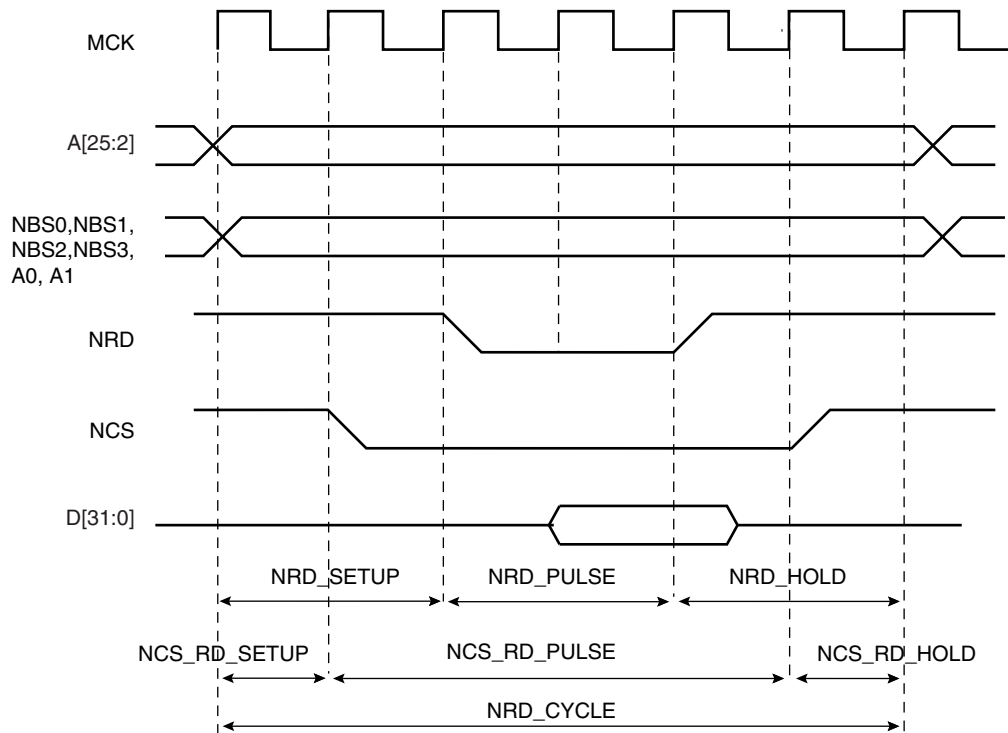 MCK
A[25:2]
NBS0,NBS1,
NBS2,NBS3,
A0, A1
NRD
NCS
D[31:0]
NRD_SETUP
NRD_PULSE
NRD_HOLD
NCS_RD_SETUP
NCS_RD_PULSE
NCS_RD_HOLD
NRD_CYCLE